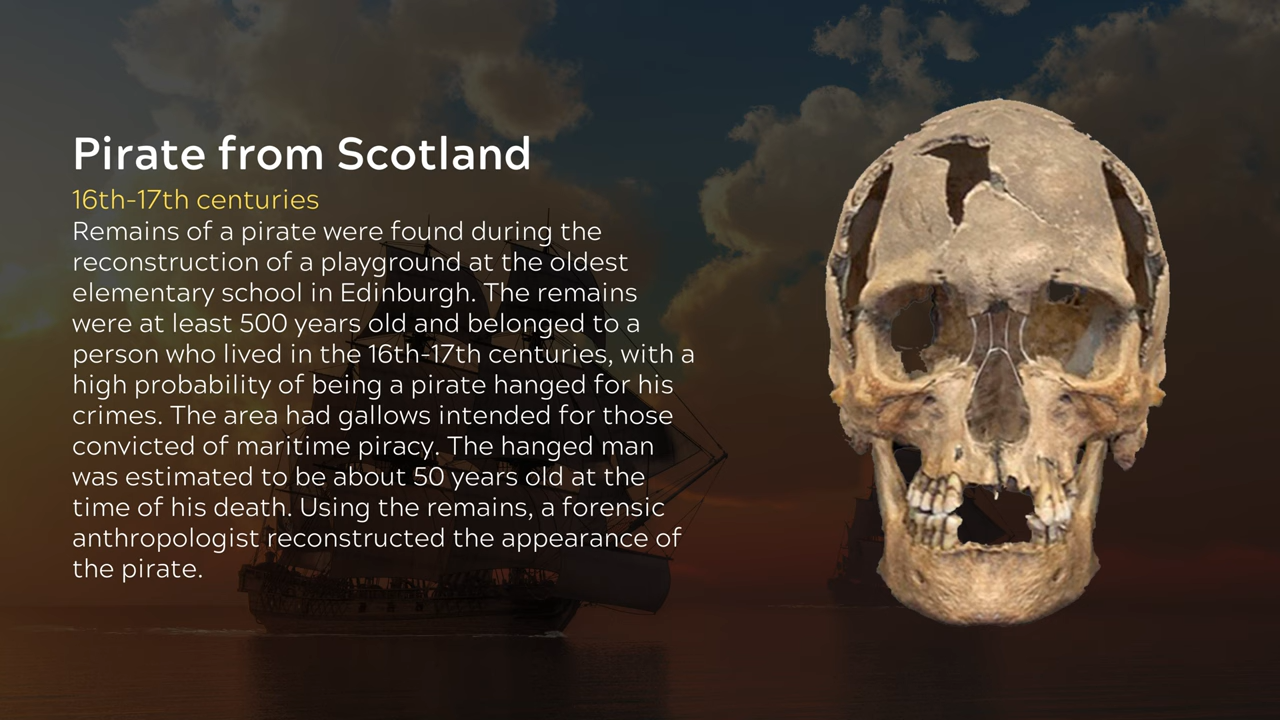 Pirate from Scotland
16th-17th centuries
Remains of a pirate were found during the
reconstruction of a playground at the oldest
elementary school in Edinburgh. The remains
were at least 500 years old and belonged to a
person who lived in the 16th-17th centuries, with a
high probability of being a pirate hanged for his
crimes. The area had gallows intended for those
convicted of maritime piracy. The hanged man
was estimated to be about 50 years old at the
time of his death. Using the remains, a forensic
anthropologist reconstructed the appearance of
the pirate.